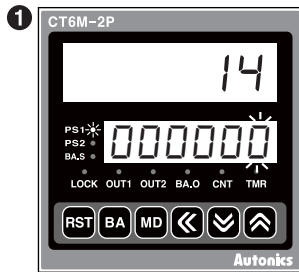 1
CT6M-2P
14
PS1
PS2
BA.S
000000
LOCK OUT1 OUT2 BA.O CNT TMR
RST BA MD
Autonics